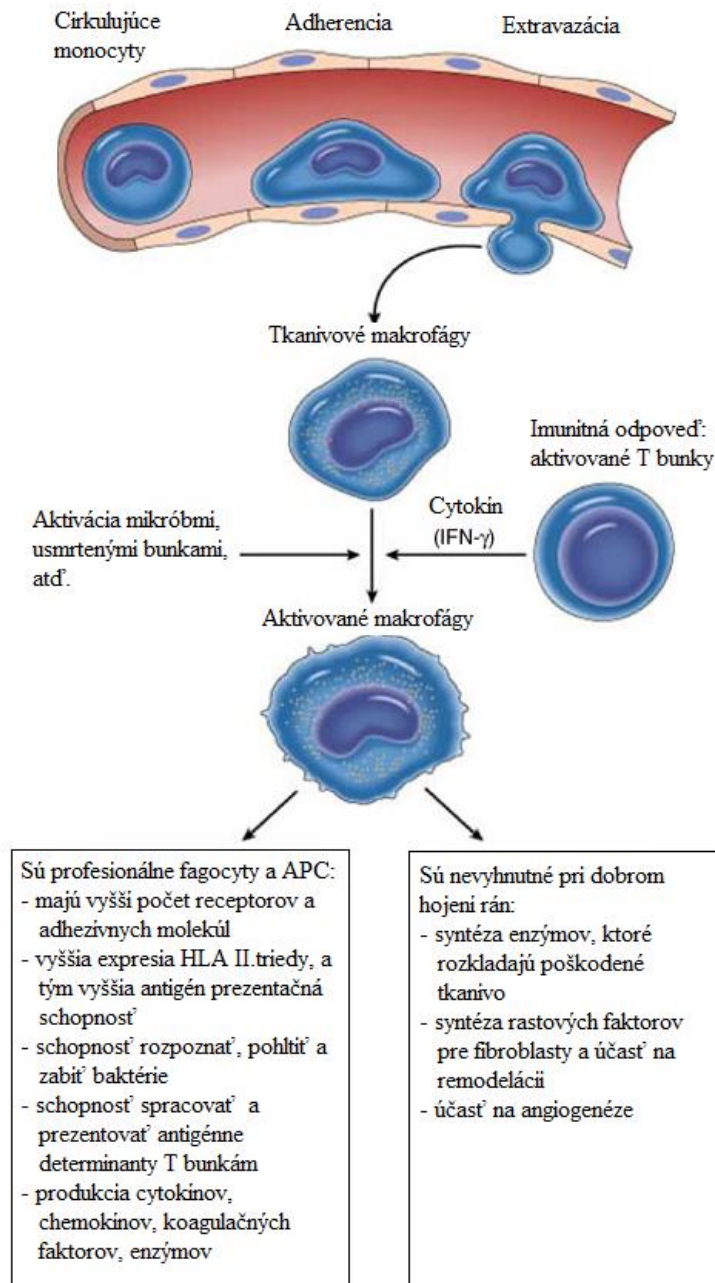 Cirkulujúce
monocyty
Adherencia
Extravazácia
Tkanivové makrofágy
Imunitná odpoveď:
aktivované T bunky
Cytokín
(IFN-γ)
Aktivácia mikróbmi,
usmrtenými bunkami,
atď.
Aktivované makrofágy
Sú profesionálne fagocyty a APC:
- majú vyšší počet receptorov a
adhezívnych molekúl
- vyššia expresia HLA II.triedy, a
tým vyššia antigén prezentačná
schopnosť
- schopnosť rozpoznať, pohltiť a
zabiť baktérie
- schopnosť spracovať a
prezentovať antigénne
determinanty T bunkám
- produkcia cytokínov,
chemokínov, koagulačných
faktorov, enzýmov
Sú nevyhnutné pri dobrom
hojeni rán:
- syntéza enzýmov, ktoré
rozkladajú poškodené
tkanivo
- syntéza rastových faktorov
pre fibroblasty a účasť na
remodelácii
- účasť na angiogenéze